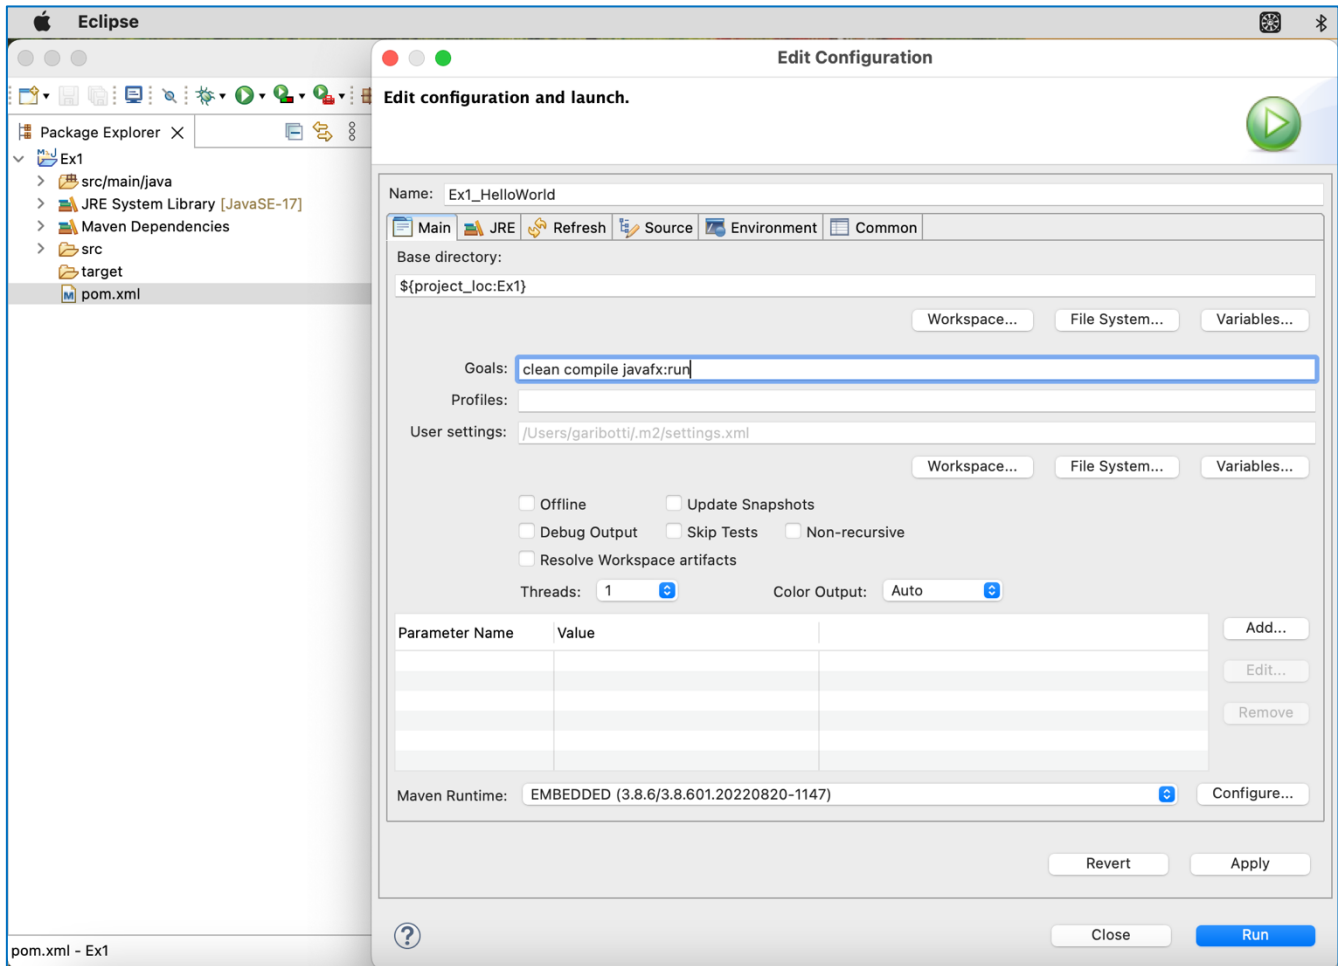 Eclipse
Edit Configuration
Edit configuration and launch.
Package Explorer
Ex1
src/main/java
JRE System Library [JavaSE-17]
Maven Dependencies
src
target
pom.xml
Name: Ex1_HelloWorld
Main JRE Refresh Source Environment Common
Base directory:
${project_loc:Ex1}
Workspace... File System... Variables...
Goals: clean compile javafx:run
Profiles:
User settings: /Users/garibotti/.m2/settings.xml
Workspace... File System... Variables...
Offline Update Snapshots
Debug Output Skip Tests Non-recursive
Resolve Workspace artifacts
Threads: 1 Color Output: Auto
Parameter Name Value Add...
Edit...
Remove
Maven Runtime: EMBEDDED (3.8.6/3.8.601.20220820-1147) Configure...
Revert Apply
? Close Run
pom.xml - Ex1